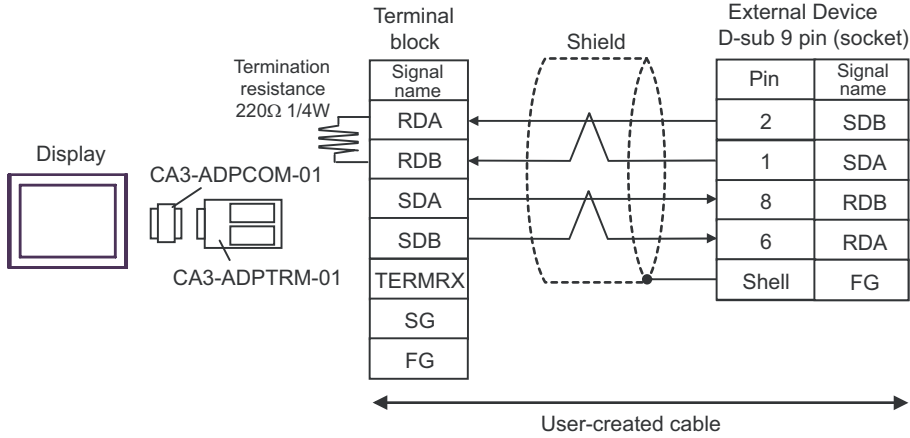 Terminal
block
Shield
External Device
D-sub 9 pin (socket)
Termination
resistance
220Ω 1/4W
Signal
name
Pin
Signal
name
RDA
2
SDB
RDB
1
SDA
SDA
8
RDB
SDB
6
RDA
TERMRX
Shell
FG
SG
FG
Display
CA3-ADPCOM-01
CA3-ADPTRM-01
User-created cable